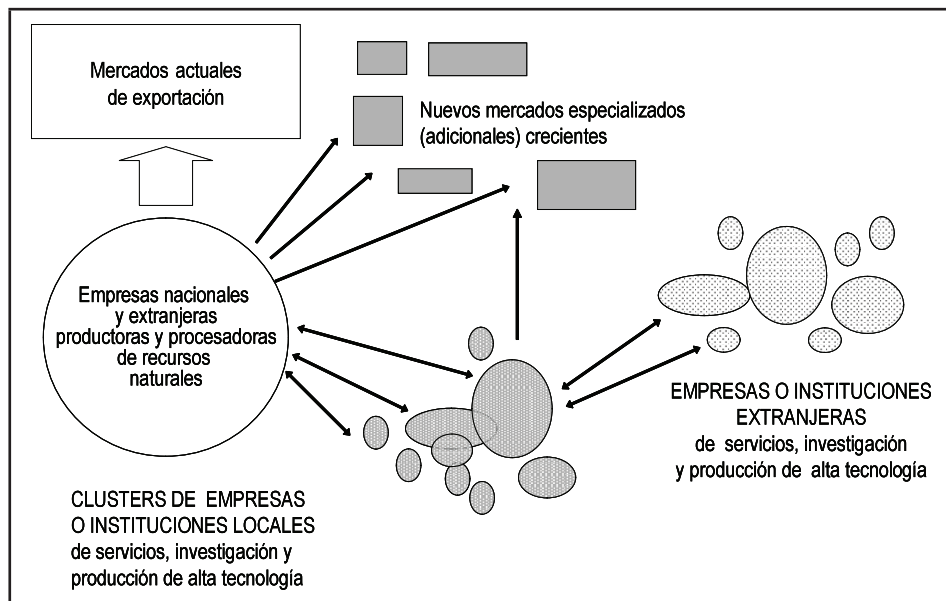 Mercados actuales
de exportación
Nuevos mercados especializados
(adicionales) crecientes
Empresas nacionales
y extranjeras
productoras y procesadoras
de recursos
naturales
EMPRESAS O INSTITUCIONES
EXTRANJERAS
de servicios, investigación
y producción de alta tecnología
CLUSTERS DE EMPRESAS
O INSTITUCIONES LOCALES
de servicios, investigación y
producción de alta tecnología